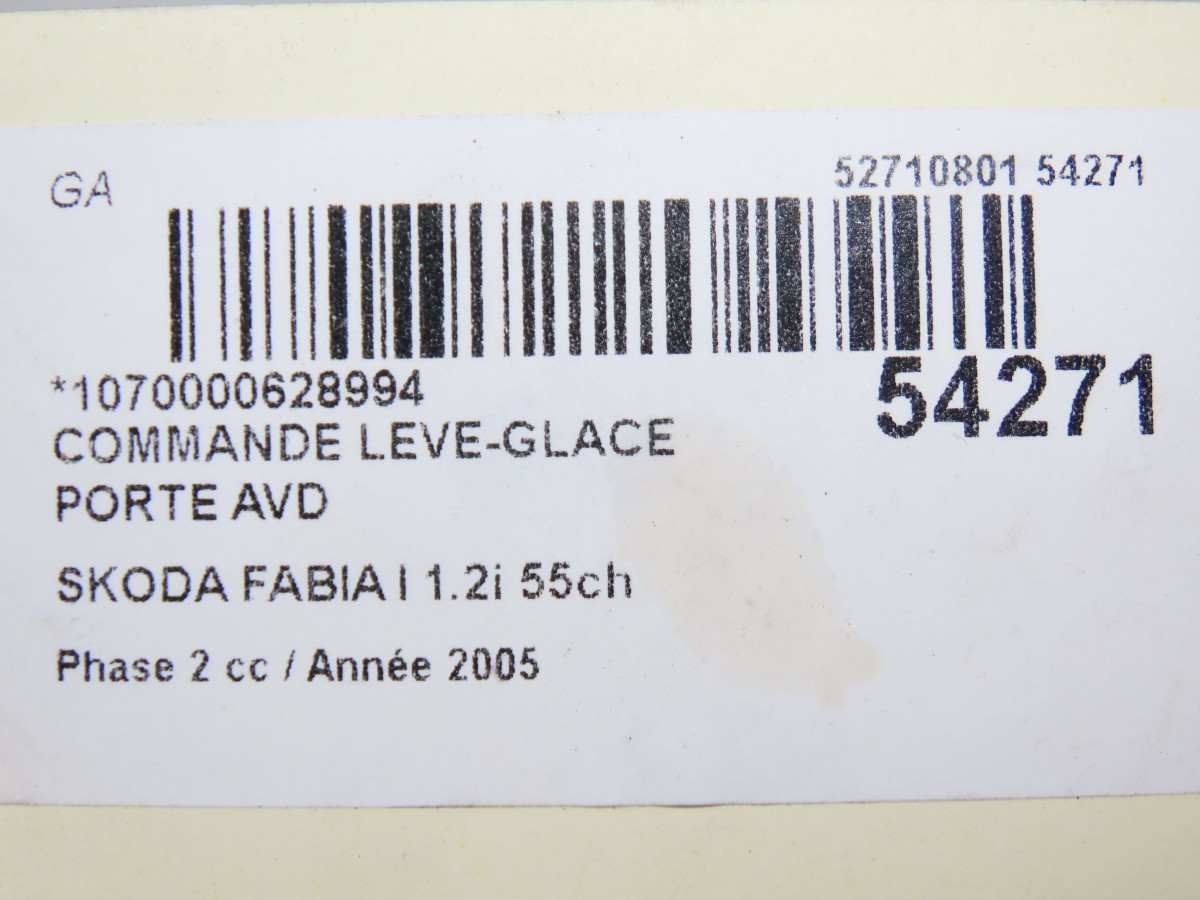 GA
52710801 54271
*1070000628994
54271
COMMANDE LEVE-GLACE
PORTE AVD
SKODA FABIA I 1.2i 55ch
Phase 2 cc / Année 2005